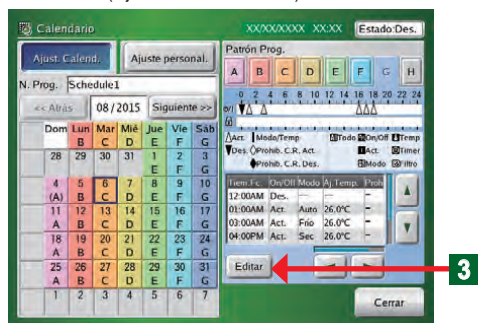 Calendario XX/XX/XXXX XX:XX Estado:Des.
Ajust. Calend. Ajuste personal.
N. Prog. Schedule1
<< Atrás 08/2015 Siguiente >>
Dom Lun Mar Mié Jue Vie Sáb
B C D E F G
28 29 30 31 1 2 3
E F G
4 5 6 7 8 9 10
(A) B C D E F G
11 12 13 14 15 16 17
A B C D E F G
18 19 20 21 22 23 24
A B C D E F G
25 26 27 28 29 30 31
A B C D E F G
1 2 3 4 5 6 7
Patrón Prog.
A B C D E F G H
0 2 4 6 8 10 12 14 16 18 20 22 24
Act. Modo/Temp Todo On/Off Temp
Des. Prohib. C.R. Act. Act. Timer
Prohib. C.R. Des. Modo Filtro
Tiem.Fc. On/Off Modo Aj.Temp. Proh
12:00AM Des.
01:00AM Act. Auto 26.0°C –
03:00AM Act. Frío 26.0°C –
04:00PM Act. Sec 26.0°C –
Editar
3
Cerrar